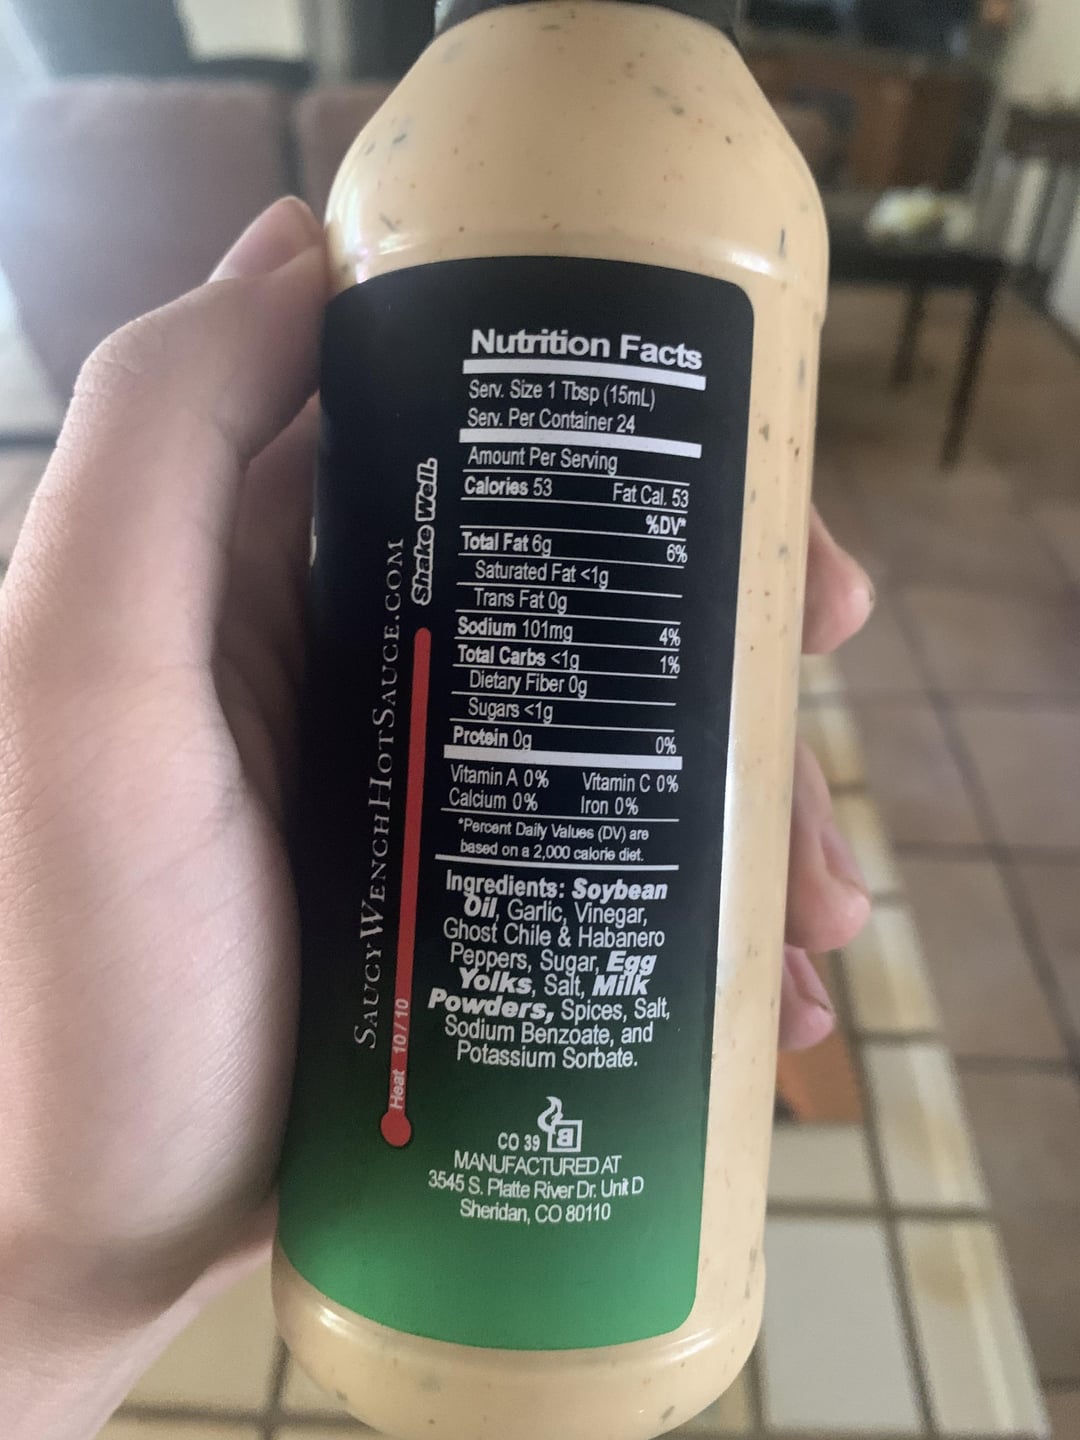 Nutrition Facts
Serv. Size 1 Tbsp (15mL)
Serv. Per Container 24
Amount Per Serving
Calories 53 Fat Cal. 53
%DV*
Total Fat 6g 6%
Saturated Fat <1g
Trans Fat 0g
Sodium 101mg 4%
Total Carbs <1g 1%
Dietary Fiber 0g
Sugars <1g
Protein 0g 0%
Vitamin A 0% Vitamin C 0%
Calcium 0% Iron 0%
*Percent Daily Values (DV) are
based on a 2,000 calorie diet.
Ingredients: Soybean
Oil, Garlic, Vinegar,
Ghost Chile & Habanero
Peppers, Sugar, Egg
Yolks, Salt, Milk
Powders, Spices, Salt,
Sodium Benzoate, and
Potassium Sorbate.
CO 39 B
MANUFACTURED AT
3545 S. Platte River Dr. Unit D
Sheridan, CO 80110
SAUCYWENCHHOTSAUCE.COM
Shake Well.
Heat 10/10